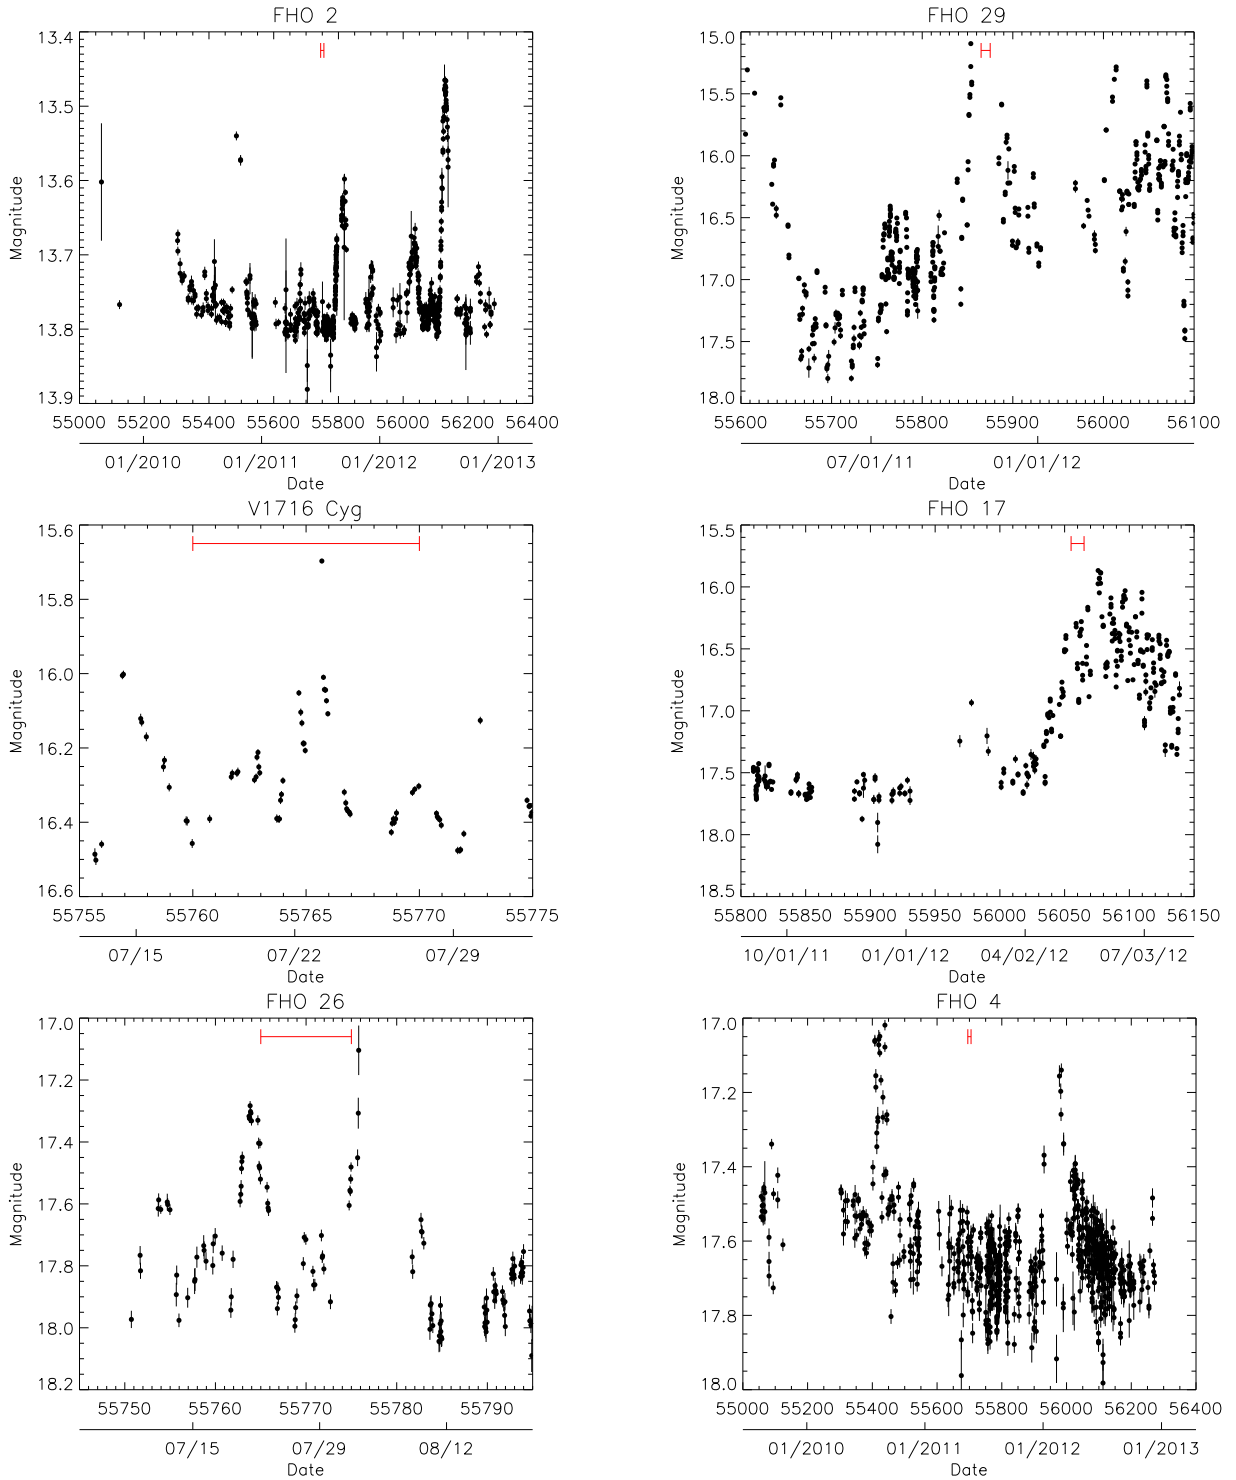 FHO 2
13.4
13.5
13.6
13.7
13.8
13.9
Magnitude
55000 55200 55400 55600 55800 56000 56200 56400
01/2010 01/2011 01/2012 01/2013
Date
FHO 29
15.0
15.5
16.0
16.5
17.0
17.5
18.0
Magnitude
55600 55700 55800 55900 56000 56100
07/01/11 01/01/12
Date
V1716 Cyg
15.6
15.8
16.0
16.2
16.4
16.6
Magnitude
55755 55760 55765 55770 55775
07/15 07/22 07/29
Date
FHO 17
15.5
16.0
16.5
17.0
17.5
18.0
18.5
Magnitude
55800 55850 55900 55950 56000 56050 56100 56150
10/01/11 01/01/12 04/02/12 07/03/12
Date
FHO 26
17.0
17.2
17.4
17.6
17.8
18.0
18.2
Magnitude
55750 55760 55770 55780 55790
07/15 07/29 08/12
Date
FHO 4
17.0
17.2
17.4
17.6
17.8
18.0
Magnitude
55000 55200 55400 55600 55800 56000 56200 56400
01/2010 01/2011 01/2012 01/2013
Date